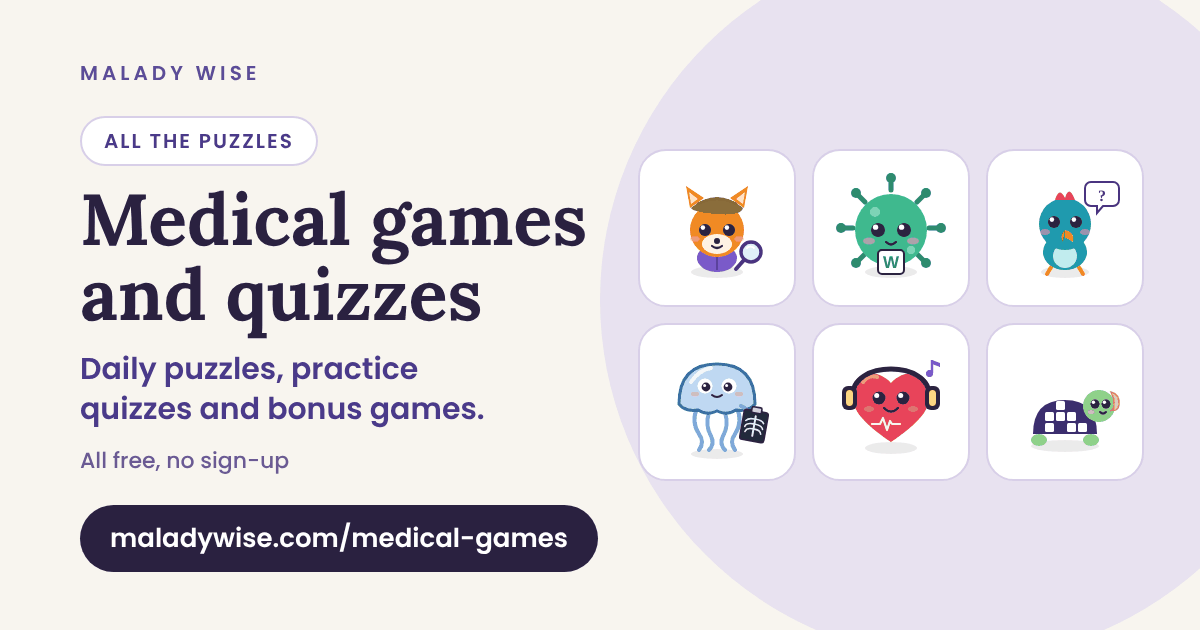 MALADY WISE
ALL THE PUZZLES
Medical games
and quizzes
Daily puzzles, practice
quizzes and bonus games.
All free, no sign-up
maladywise.com/medical-games
W
?